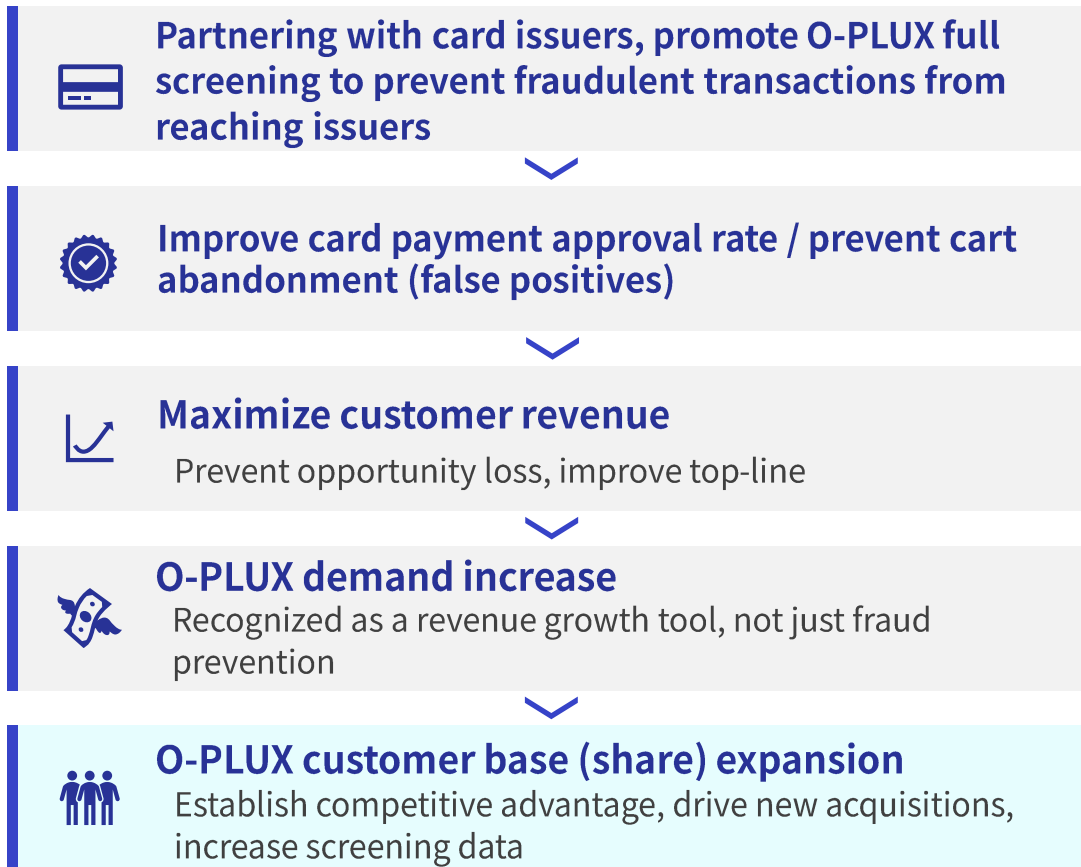 Partnering with card issuers, promote O-PLUX full
screening to prevent fraudulent transactions from
reaching issuers
Improve card payment approval rate / prevent cart
abandonment (false positives)
Maximize customer revenue
Prevent opportunity loss, improve top-line
O-PLUX demand increase
Recognized as a revenue growth tool, not just fraud
prevention
O-PLUX customer base (share) expansion
Establish competitive advantage, drive new acquisitions,
increase screening data